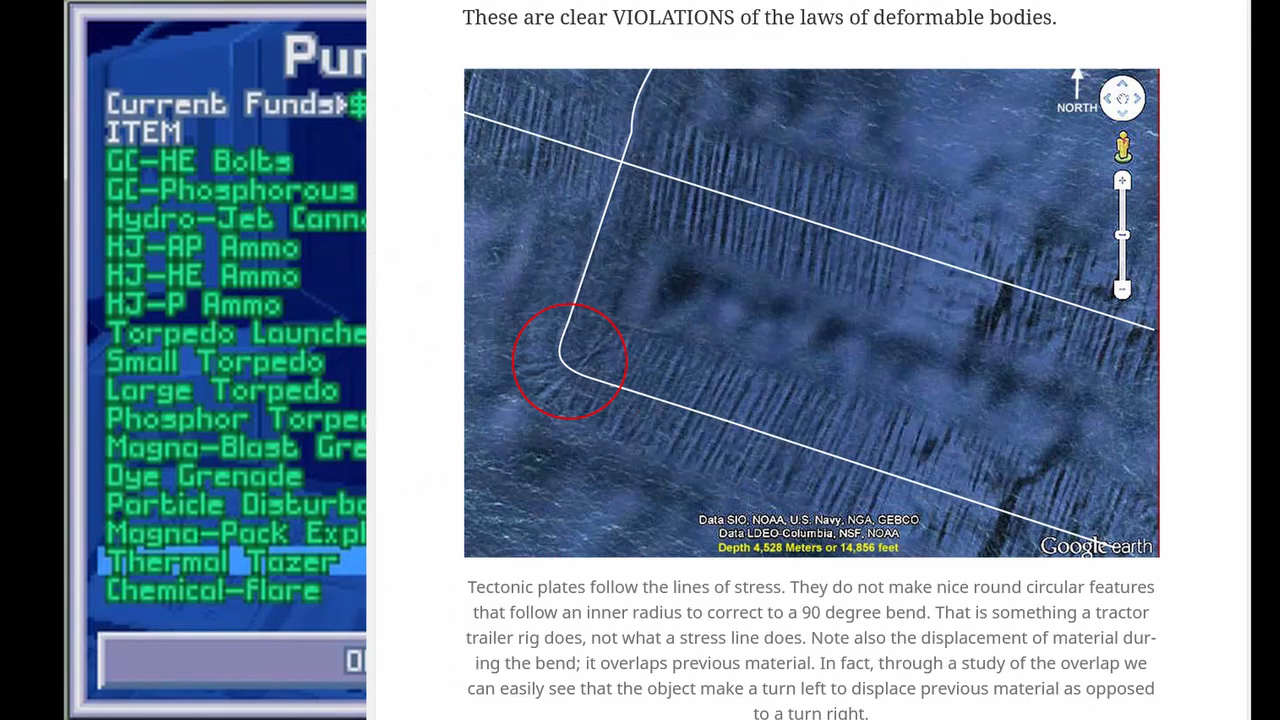 Current Funds
ITEM
GC-HE Bolts
GC-Phosphorous
Hydro-Jet
HJ-AP Ammo
HJ-HE Ammo
HJ-P Ammo
Torpedo
Small Torpedo
Large Torpedo
Phosphor
Magna-Blast
Dye Grenade
Particle
Magna-Pack
Thermal Tazer
Chemical-flare
These are clear VIOLATIONS of the laws of deformable bodies.
NORTH
Data SIO, NOAA, U.S. Navy, NGA, GEBCO
Data LDEO-Columbia, NSF, NOAA
Depth 4,528 Meters or 14,856 feet
Google earth
Tectonic plates follow the lines of stress. They do not make nice round circular features
that follow an inner radius to correct to a 90 degree bend. That is something a tractor
trailer rig does, not what a stress line does. Note also the displacement of material dur-
ing the bend; it overlaps previous material. In fact, through a study of the overlap we
can easily see that the object make a turn left to displace previous material as opposed
to a turn right.